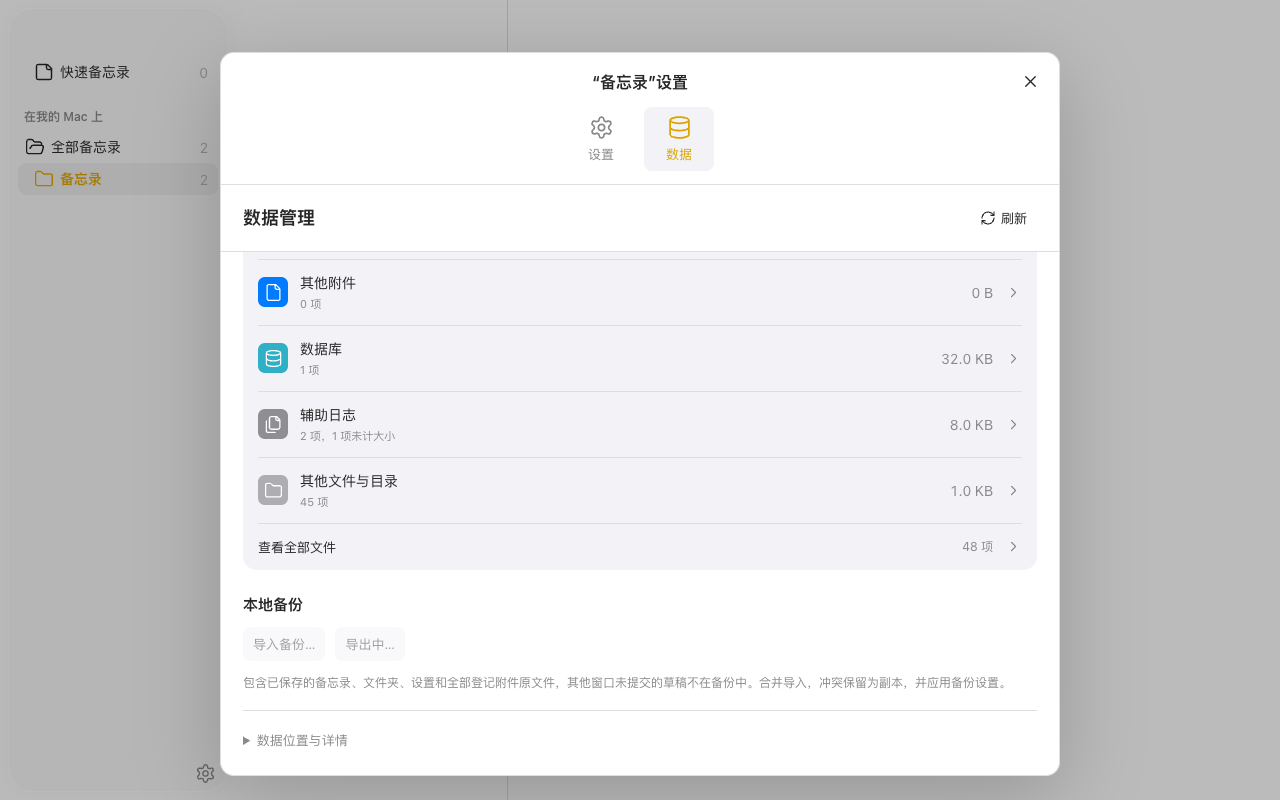 快速备忘录 0
在我的 Mac 上
全部备忘录 2
备忘录 2
“备忘录”设置
设置
数据
数据管理
刷新
其他附件
0 项
0 B
数据库
1 项
32.0 KB
辅助日志
2 项，1 项未计大小
8.0 KB
其他文件与目录
45 项
1.0 KB
查看全部文件
48 项
本地备份
导入备份...
导出中...
包含已保存的备忘录、文件夹、设置和全部登记附件原文件，其他窗口未提交的草稿不在备份中。合并导入，冲突保留为副本，并应用备份设置。
数据位置与详情